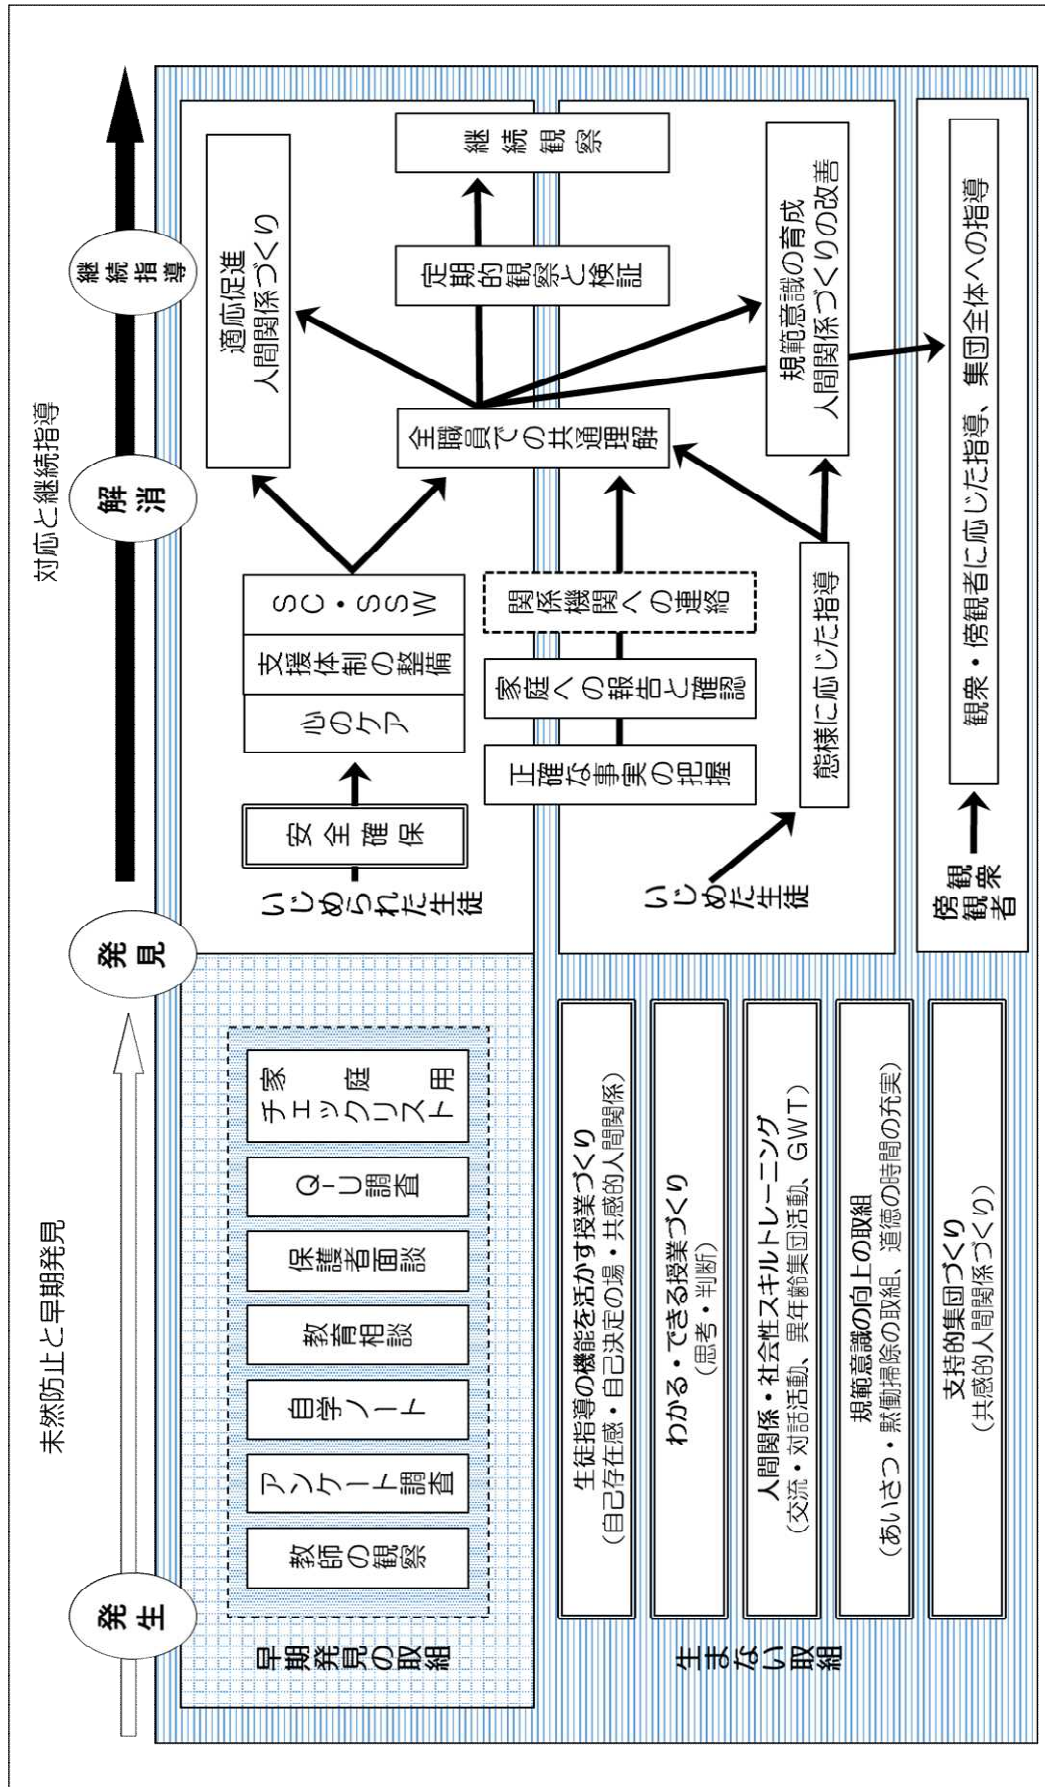 未然防止と早期発見
対応と継続指導
発生
発見
解消
継続指導
早期発見の取組
教師の観察
アンケート調査
自学ノート
教育相談
保護者面談
Q-U調査
家庭用
チェックリスト
生まない取組
生徒指導の機能を活かす授業づくり
（自己存在感・自己決定の場・共感的人間関係）
わかる・できる授業づくり
（思考・判断）
人間関係・社会性スキルトレーニング
（交流・対話活動、異年齢集団活動、GWT）
規範意識の向上の取組
（あいさつ・黙働掃除の取組、道徳の時間の充実）
支持的集団づくり
（共感的人間関係づくり）
いじめられた生徒
安全確保
心のケア
支援体制の整備
SC・SSW
適応促進
人間関係づくり
正確な事実の把握
家庭への報告と確認
関係機関への連絡
全職員での共通理解
定期的観察と検証
継続観察
いじめた生徒
態様に応じた指導
規範意識の育成
人間関係づくりの改善
観衆
傍観者
観衆・傍観者に応じた指導、集団全体への指導